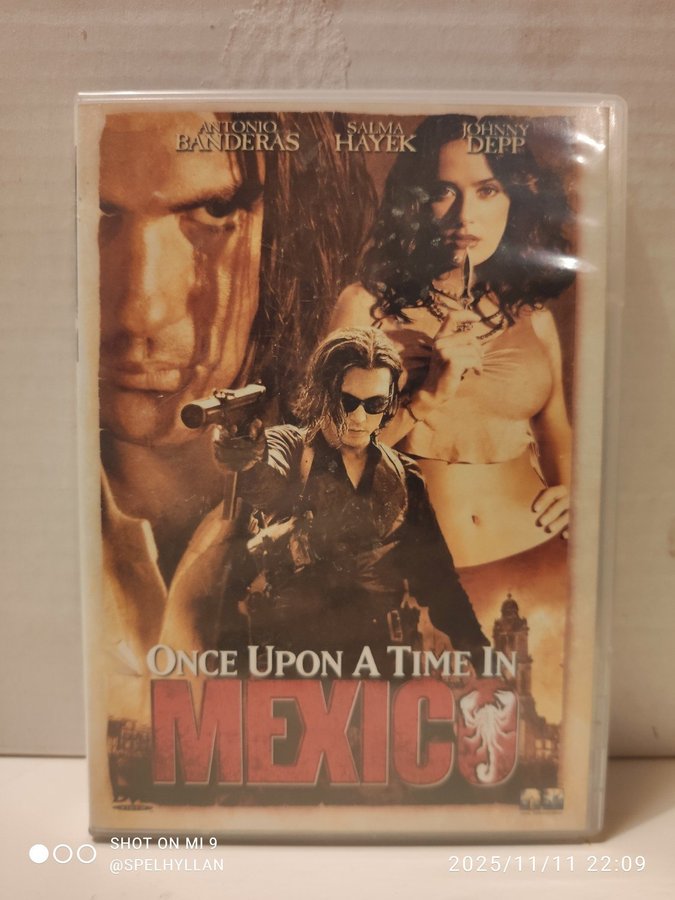 ANTONIO BANDERAS
SALMA HAYEK
JOHNNY DEPP
ONCE UPON A TIME IN
MEXICO
SHOT ON MI 9
@SPELHYLLAN
2025/11/11 22:09